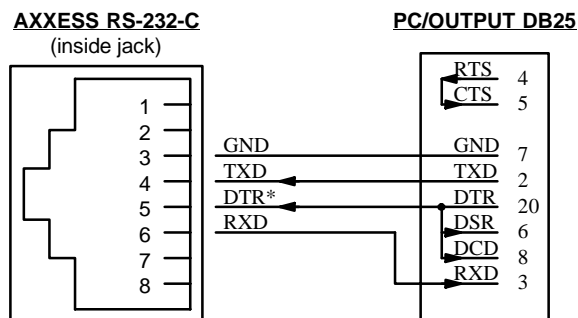 AXXESS RS-232-C PC/OUTPUT DB25
(inside jack)
RTS 4
1 CTS 5
2
3 GND GND 7
4 TXD TXD 2
5 DTR* DTR 20
6 RXD DSR 6
7 DCD 8
8 RXD 3